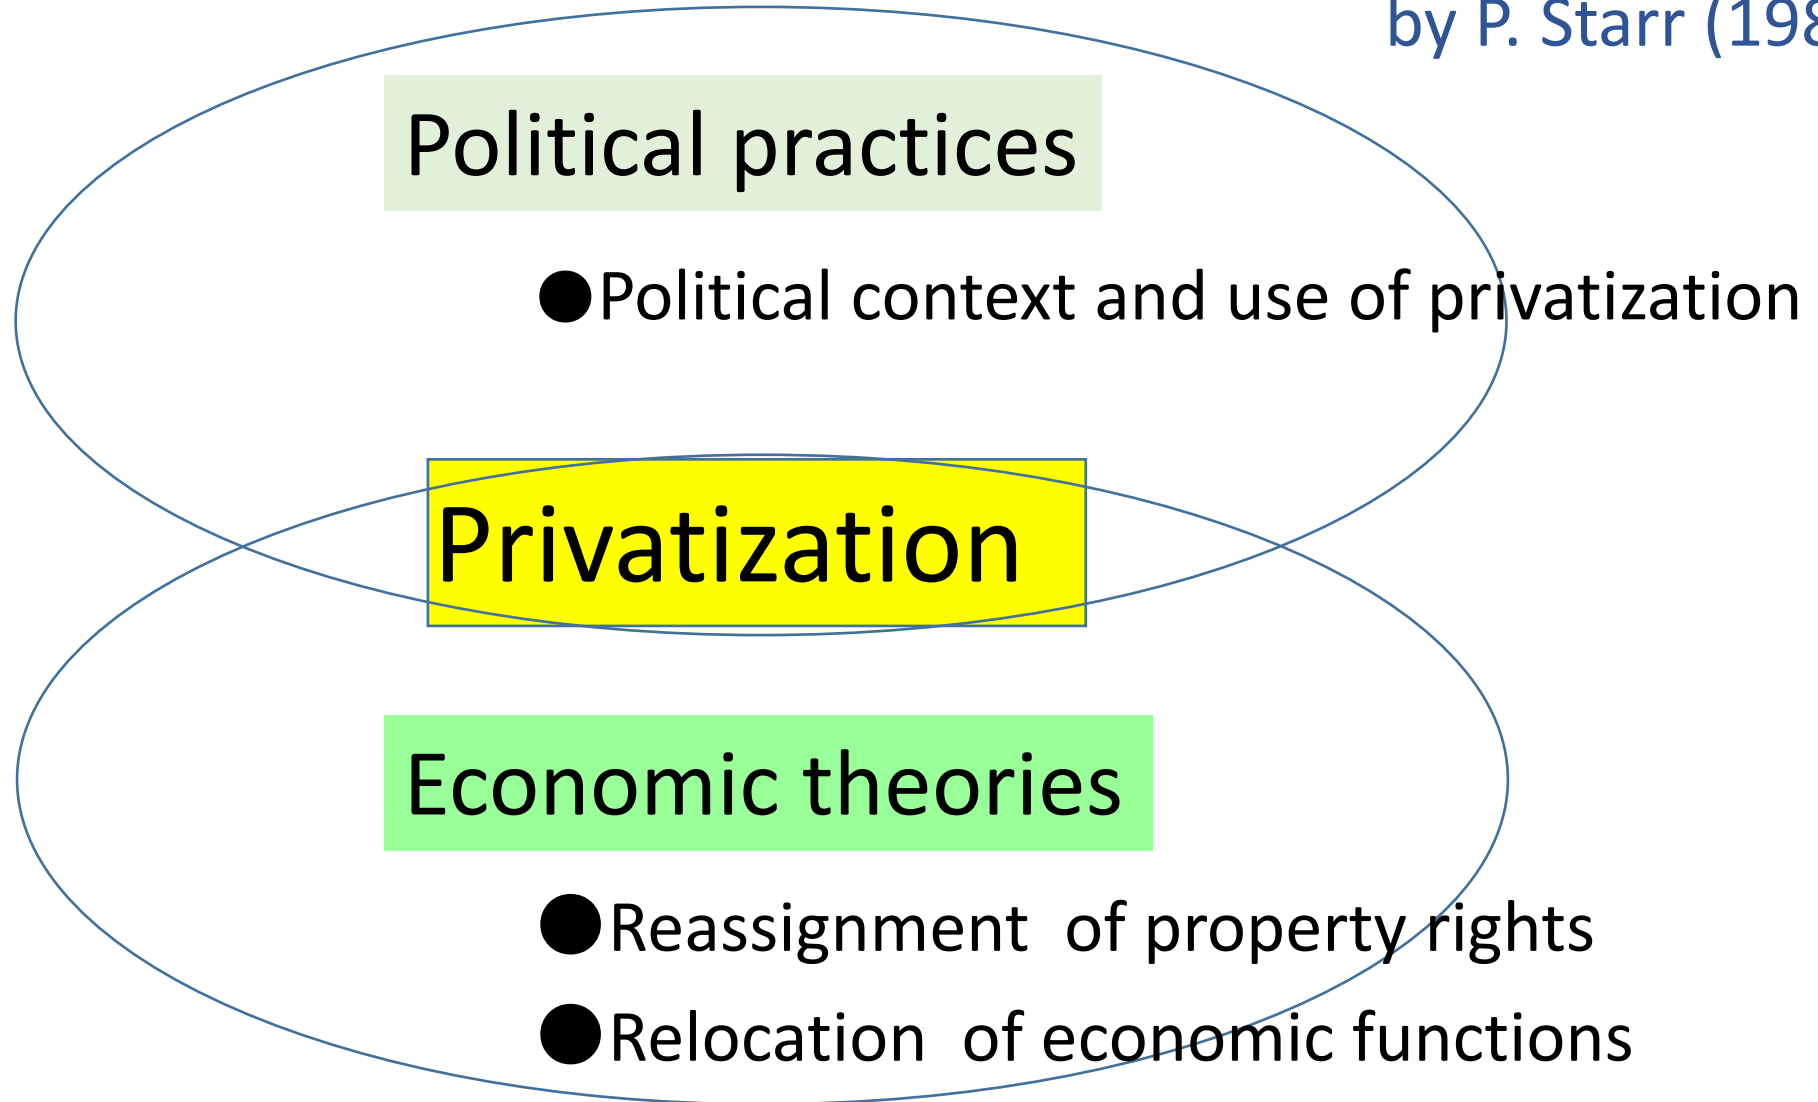 by P. Starr (198
Political practices
●Political context and use of privatization
Privatization
Economic theories
●Reassignment of property rights
●Relocation of economic functions